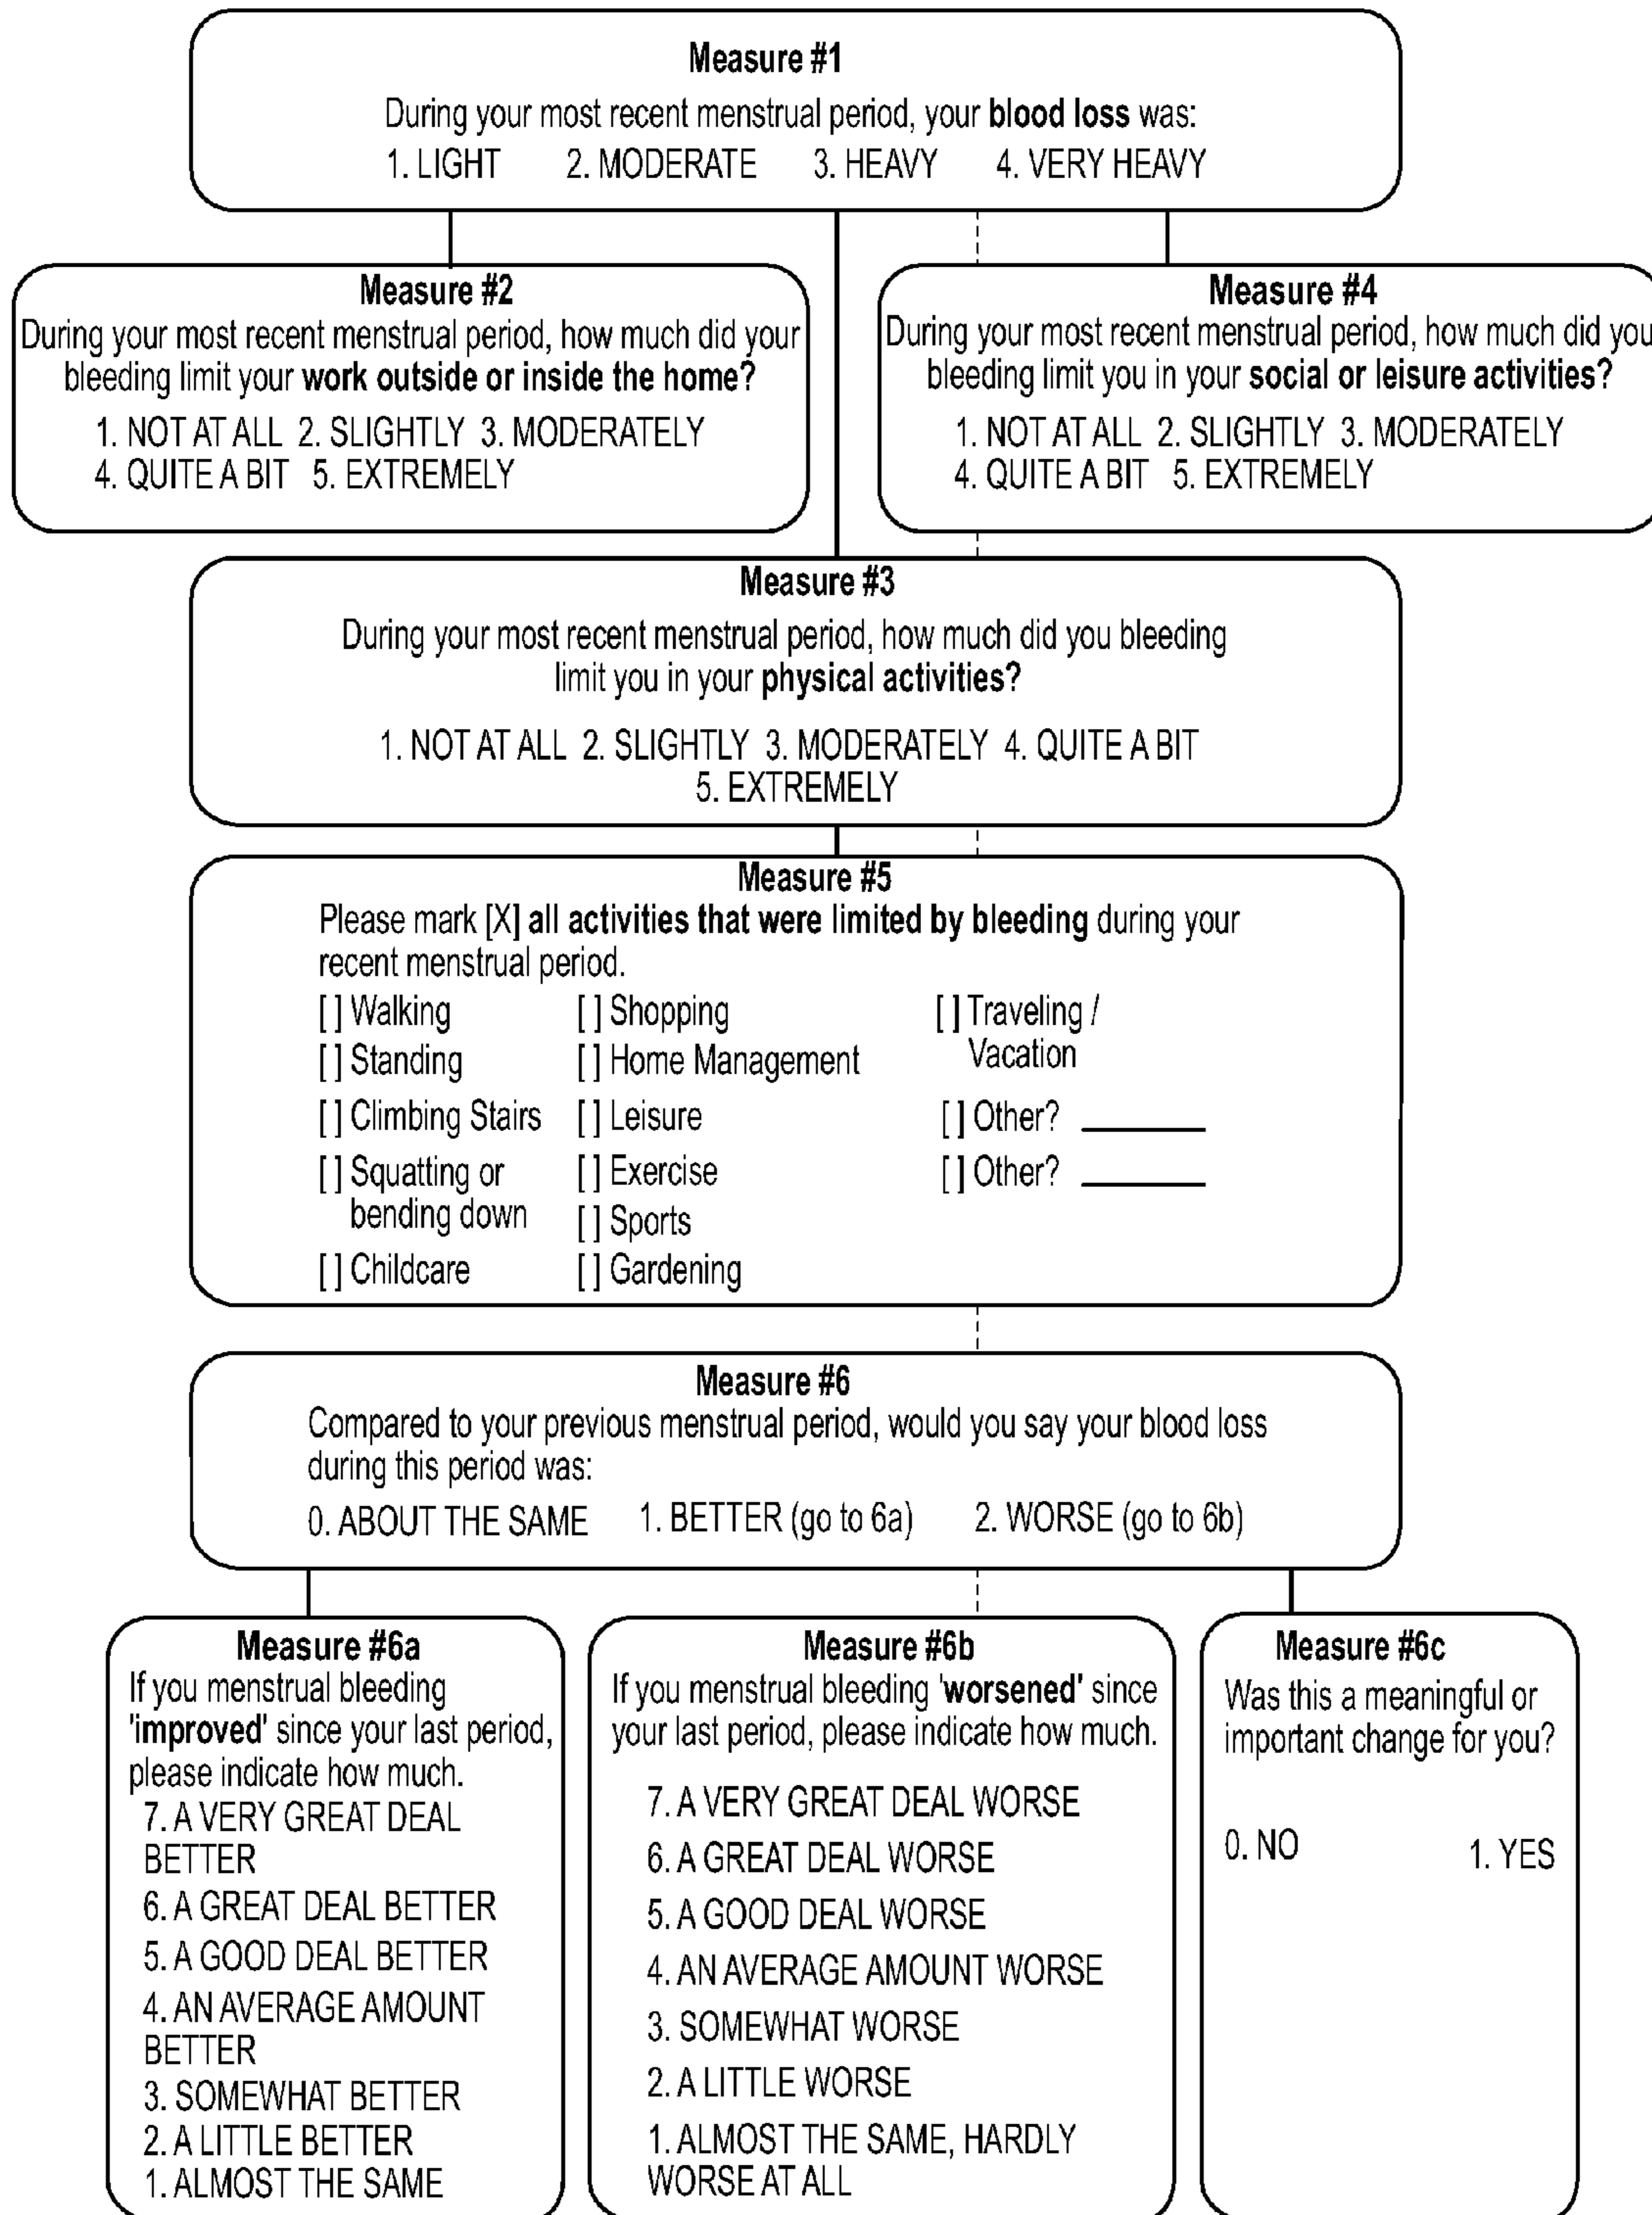 Measure #1
During your most recent menstrual period, your blood loss was:
1. LIGHT 2. MODERATE 3. HEAVY 4. VERY HEAVY
Measure #2
During your most recent menstrual period, how much did your
bleeding limit your work outside or inside the home?
1. NOT AT ALL 2. SLIGHTLY 3. MODERATELY
4. QUITE A BIT 5. EXTREMELY
Measure #4
During your most recent menstrual period, how much did you
bleeding limit you in your social or leisure activities?
1. NOT AT ALL 2. SLIGHTLY 3. MODERATELY
4. QUITE A BIT 5. EXTREMELY
Measure #3
During your most recent menstrual period, how much did you bleeding
limit you in your physical activities?
1. NOT AT ALL 2. SLIGHTLY 3. MODERATELY 4. QUITE A BIT
5. EXTREMELY
Measure #5
Please mark [X] all activities that were limited by bleeding during your
recent menstrual period.
[ ] Walking
[ ] Standing
[ ] Climbing Stairs
[ ] Squatting or
bending down
[ ] Childcare
[ ] Shopping
[ ] Home Management
[ ] Leisure
[ ] Exercise
[ ] Sports
[ ] Gardening
[ ] Traveling /
Vacation
[ ] Other? ________
[ ] Other? ________
Measure #6
Compared to your previous menstrual period, would you say your blood loss
during this period was:
0. ABOUT THE SAME 1. BETTER (go to 6a) 2. WORSE (go to 6b)
Measure #6a
If you menstrual bleeding
'improved' since your last period,
please indicate how much.
7. A VERY GREAT DEAL
BETTER
6. A GREAT DEAL BETTER
5. A GOOD DEAL BETTER
4. AN AVERAGE AMOUNT
BETTER
3. SOMEWHAT BETTER
2. A LITTLE BETTER
1. ALMOST THE SAME
Measure #6b
If you menstrual bleeding 'worsened' since
your last period, please indicate how much.
7. A VERY GREAT DEAL WORSE
6. A GREAT DEAL WORSE
5. A GOOD DEAL WORSE
4. AN AVERAGE AMOUNT WORSE
3. SOMEWHAT WORSE
2. A LITTLE WORSE
1. ALMOST THE SAME, HARDLY
WORSE AT ALL
Measure #6c
Was this a meaningful or
important change for you?
0. NO 1. YES